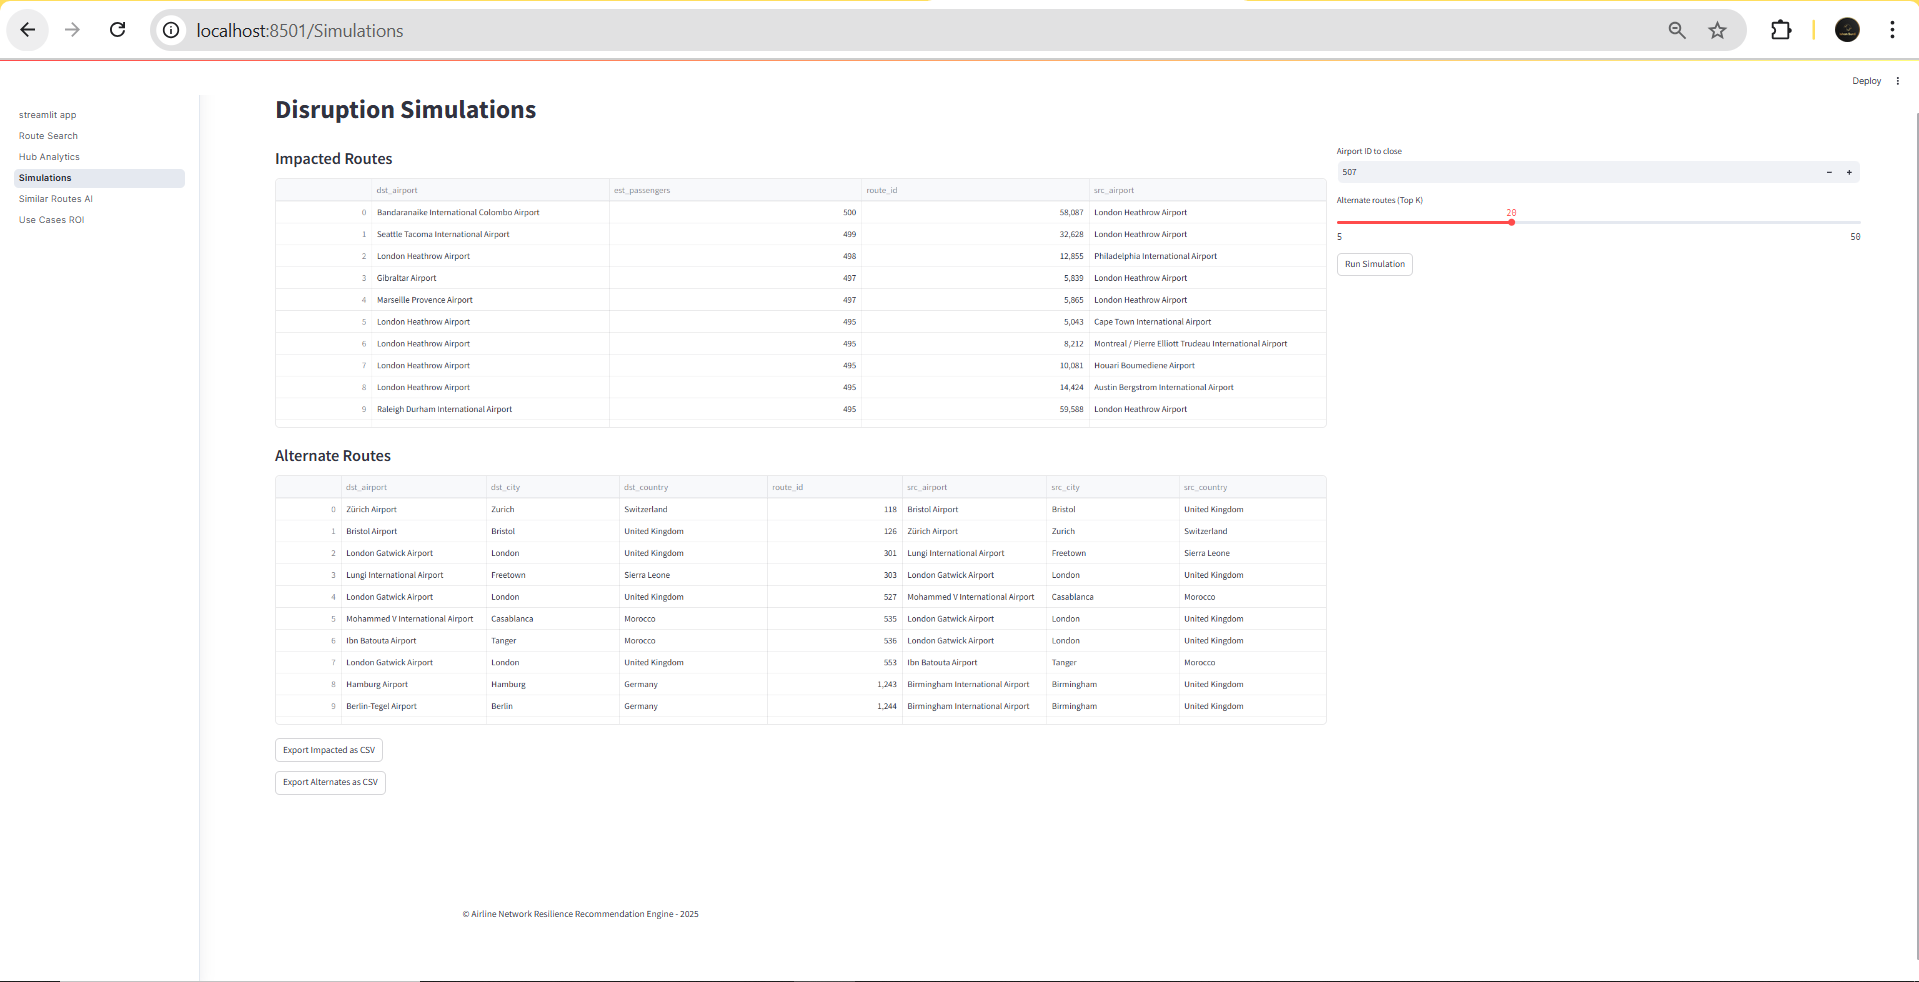 localhost:8501/Simulations
Deploy
streamlit app
Route Search
Hub Analytics
Simulations
Similar Routes AI
Use Cases ROI
Disruption Simulations
Impacted Routes
dst_airport est_passengers route_id src_airport
0 Bandaranaike International Colombo Airport 500 58,087 London Heathrow Airport
1 Seattle Tacoma International Airport 499 32,628 London Heathrow Airport
2 London Heathrow Airport 498 12,855 Philadelphia International Airport
3 Gibraltar Airport 497 5,839 London Heathrow Airport
4 Marseille Provence Airport 497 5,865 London Heathrow Airport
5 London Heathrow Airport 495 5,043 Cape Town International Airport
6 London Heathrow Airport 495 8,212 Montreal / Pierre Elliott Trudeau International Airport
7 London Heathrow Airport 495 10,081 Houari Boumediene Airport
8 London Heathrow Airport 495 14,424 Austin Bergstrom International Airport
9 Raleigh Durham International Airport 495 59,588 London Heathrow Airport
Airport ID to close
507 - +
Alternate routes (Top K)
20
5 50
Run Simulation
Alternate Routes
dst_airport dst_city dst_country route_id src_airport src_city src_country
0 Zürich Airport Zurich Switzerland 118 Bristol Airport Bristol United Kingdom
1 Bristol Airport Bristol United Kingdom 126 Zürich Airport Zurich Switzerland
2 London Gatwick Airport London United Kingdom 301 Lungi International Airport Freetown Sierra Leone
3 Lungi International Airport Freetown Sierra Leone 303 London Gatwick Airport London United Kingdom
4 London Gatwick Airport London United Kingdom 527 Mohammed V International Airport Casablanca Morocco
5 Mohammed V International Airport Casablanca Morocco 535 London Gatwick Airport London United Kingdom
6 Ibn Batouta Airport Tanger Morocco 536 London Gatwick Airport London United Kingdom
7 London Gatwick Airport London United Kingdom 553 Ibn Batouta Airport Tanger Morocco
8 Hamburg Airport Hamburg Germany 1,243 Birmingham International Airport Birmingham United Kingdom
9 Berlin-Tegel Airport Berlin Germany 1,244 Birmingham International Airport Birmingham United Kingdom
Export Impacted as CSV
Export Alternates as CSV
© Airline Network Resilience Recommendation Engine - 2025